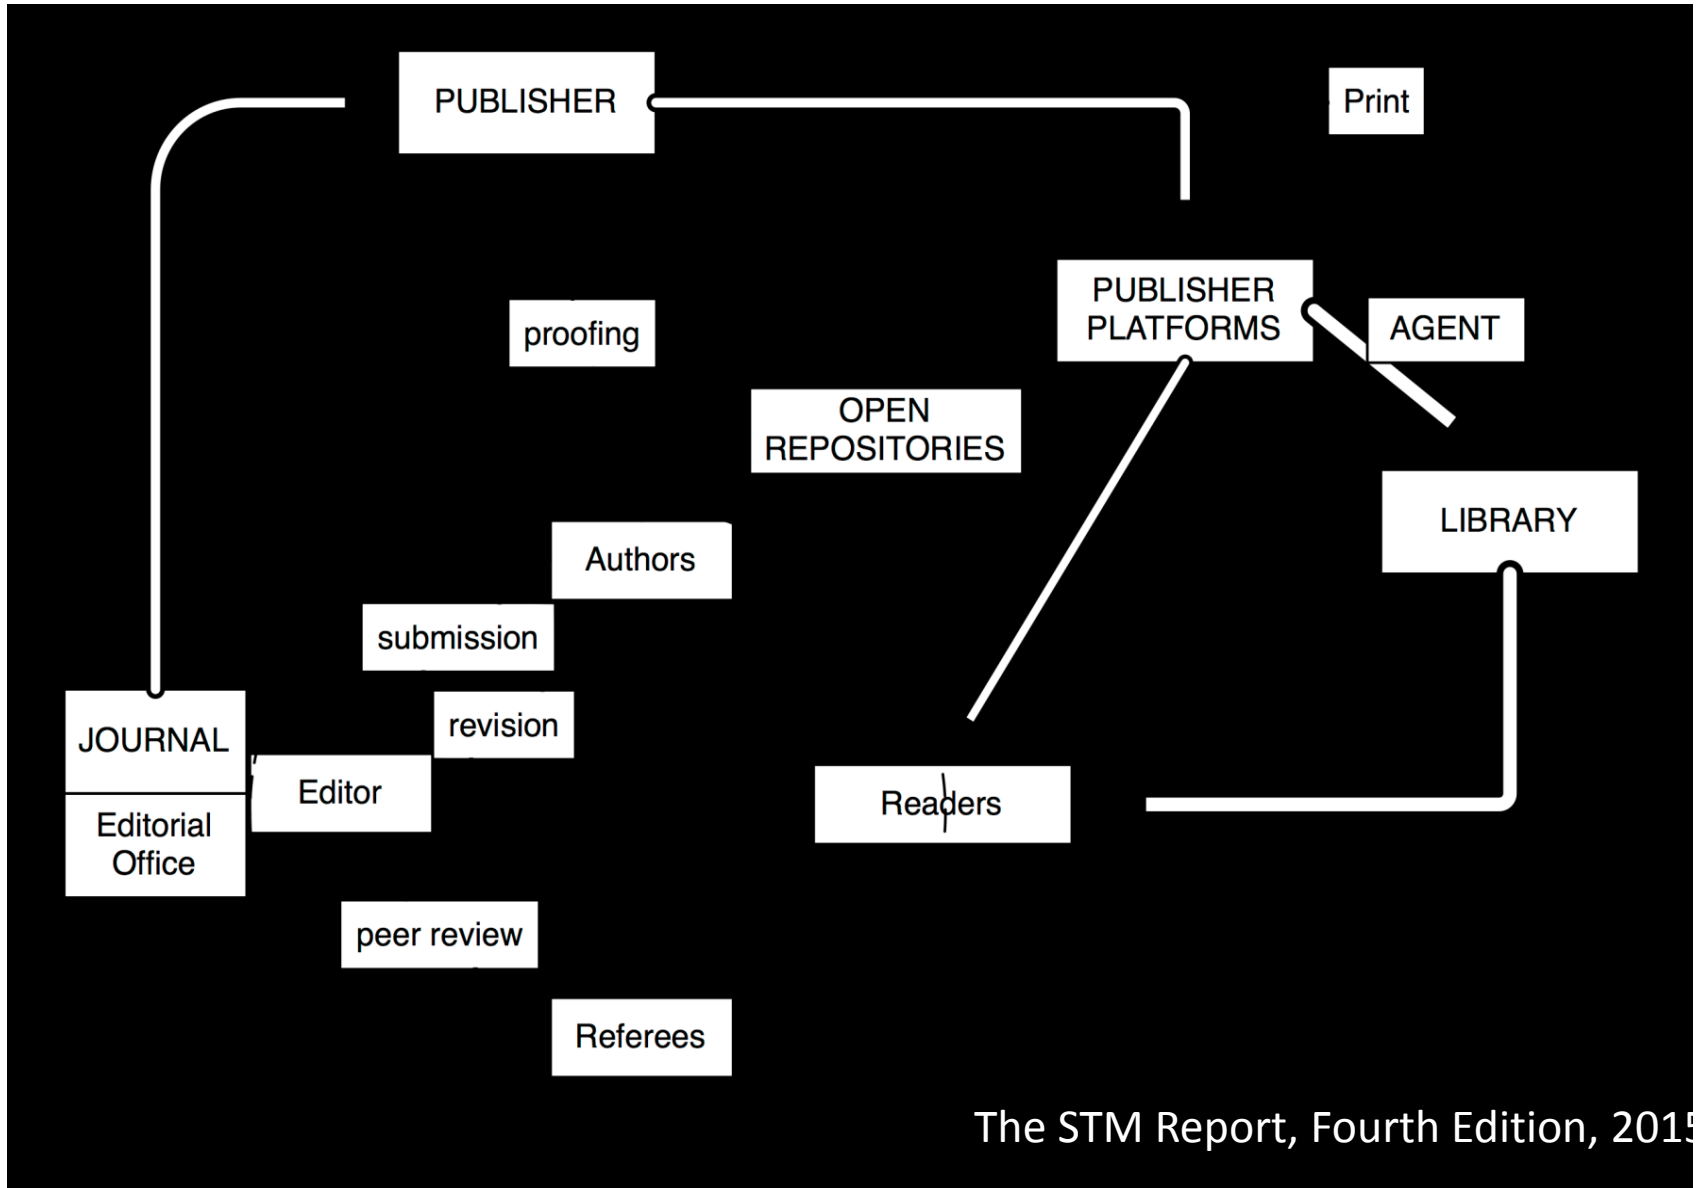 PUBLISHER
Print
PUBLISHER
PLATFORMS
AGENT
proofing
OPEN
REPOSITORIES
LIBRARY
Authors
submission
revision
JOURNAL
Editor
Readers
Editorial
Office
peer review
Referees
The STM Report, Fourth Edition, 2015